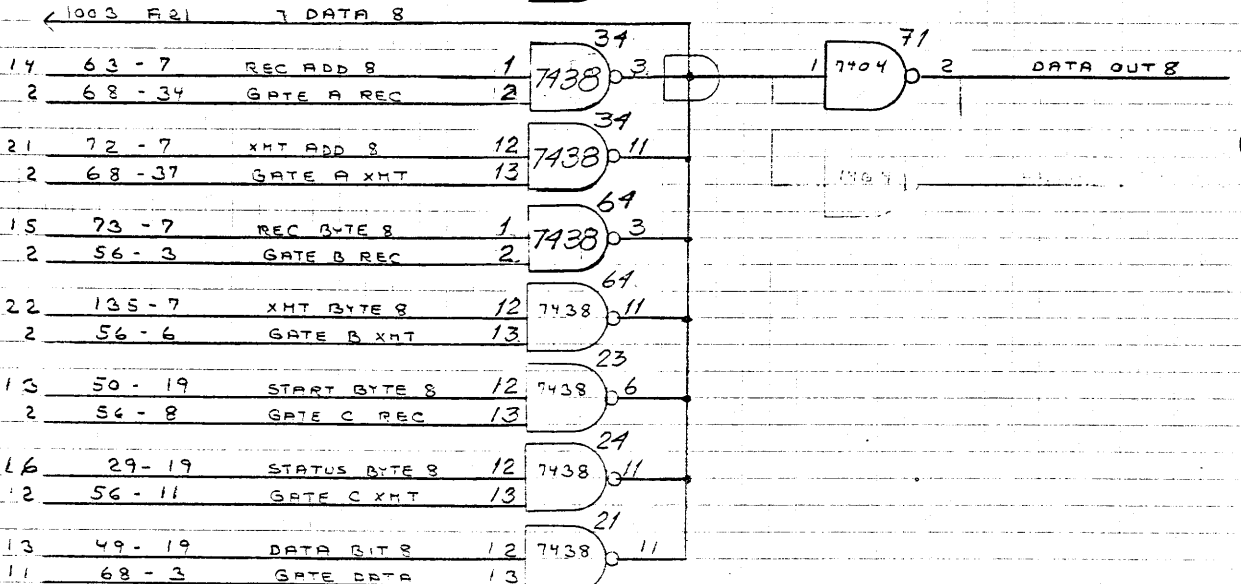 1003 A21 7 DATA 8
34
14 63 - 7 REC ADD 8 1 7438 3
2 68 - 34 GATE A REC 2
71
1 7404 2 DATA OUT 8
34
21 72 - 7 XMT ADD 8 12 7438 11
2 68 - 37 GATE A XMT 13
64
15 73 - 7 REC BYTE 8 1 7438 3
2 56 - 3 GATE B REC 2
64
22 135 - 7 XMT BYTE 8 12 7438 11
2 56 - 6 GATE B XMT 13
23
13 50 - 19 START BYTE 8 12 7438 6
2 56 - 8 GATE C REC 13
24
16 29 - 19 STATUS BYTE 8 12 7438 11
2 56 - 11 GATE C XMT 13
21
13 49 - 19 DATA BIT 8 12 7438 11
11 68 - 3 GATE DATA 13